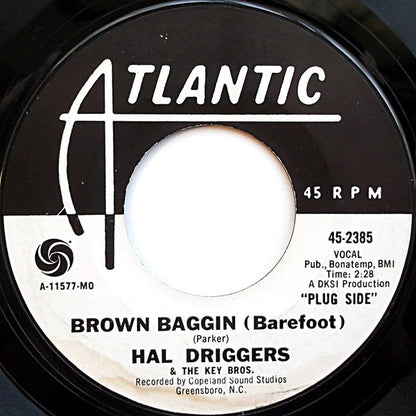 ATLANTIC
45 RPM
45-2385
VOCAL
Pub., Bonatemp, BMI
Time: 2:28
A DKSI Production
"PLUG SIDE"
A-11577-MO
BROWN BAGGIN (Barefoot)
(Parker)
HAL DRIGGERS
& THE KEY BROS.
Recorded by Copeland Sound Studios
Greensboro, N.C.